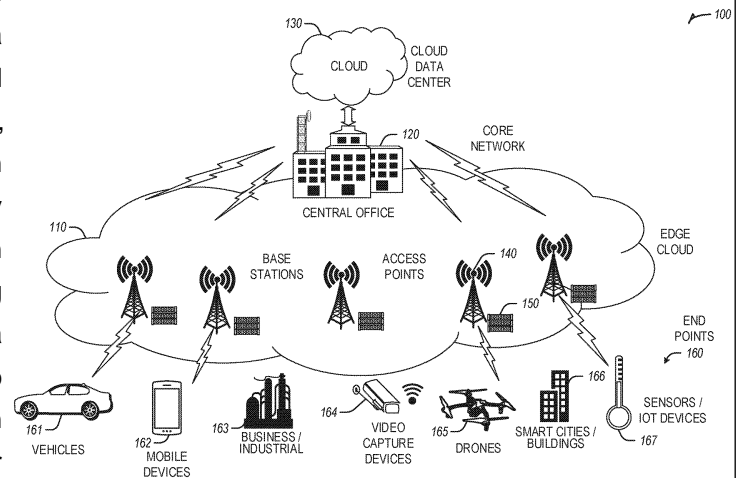 100
130
CLOUD
CLOUD
DATA
CENTER
120
CORE
NETWORK
CENTRAL OFFICE
110
BASE
STATIONS
ACCESS
POINTS
140
EDGE
CLOUD
150
END
POINTS
160
161
VEHICLES
162
MOBILE
DEVICES
163
BUSINESS /
INDUSTRIAL
164
VIDEO
CAPTURE
DEVICES
165
DRONES
166
SMART CITIES /
BUILDINGS
SENSORS /
IOT DEVICES
167